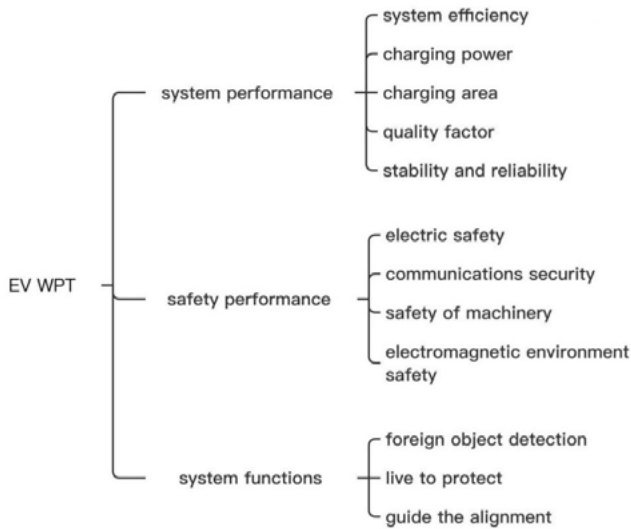 EV WPT
system performance
system efficiency
charging power
charging area
quality factor
stability and reliability
safety performance
electric safety
communications security
safety of machinery
electromagnetic environment
safety
system functions
foreign object detection
live to protect
guide the alignment